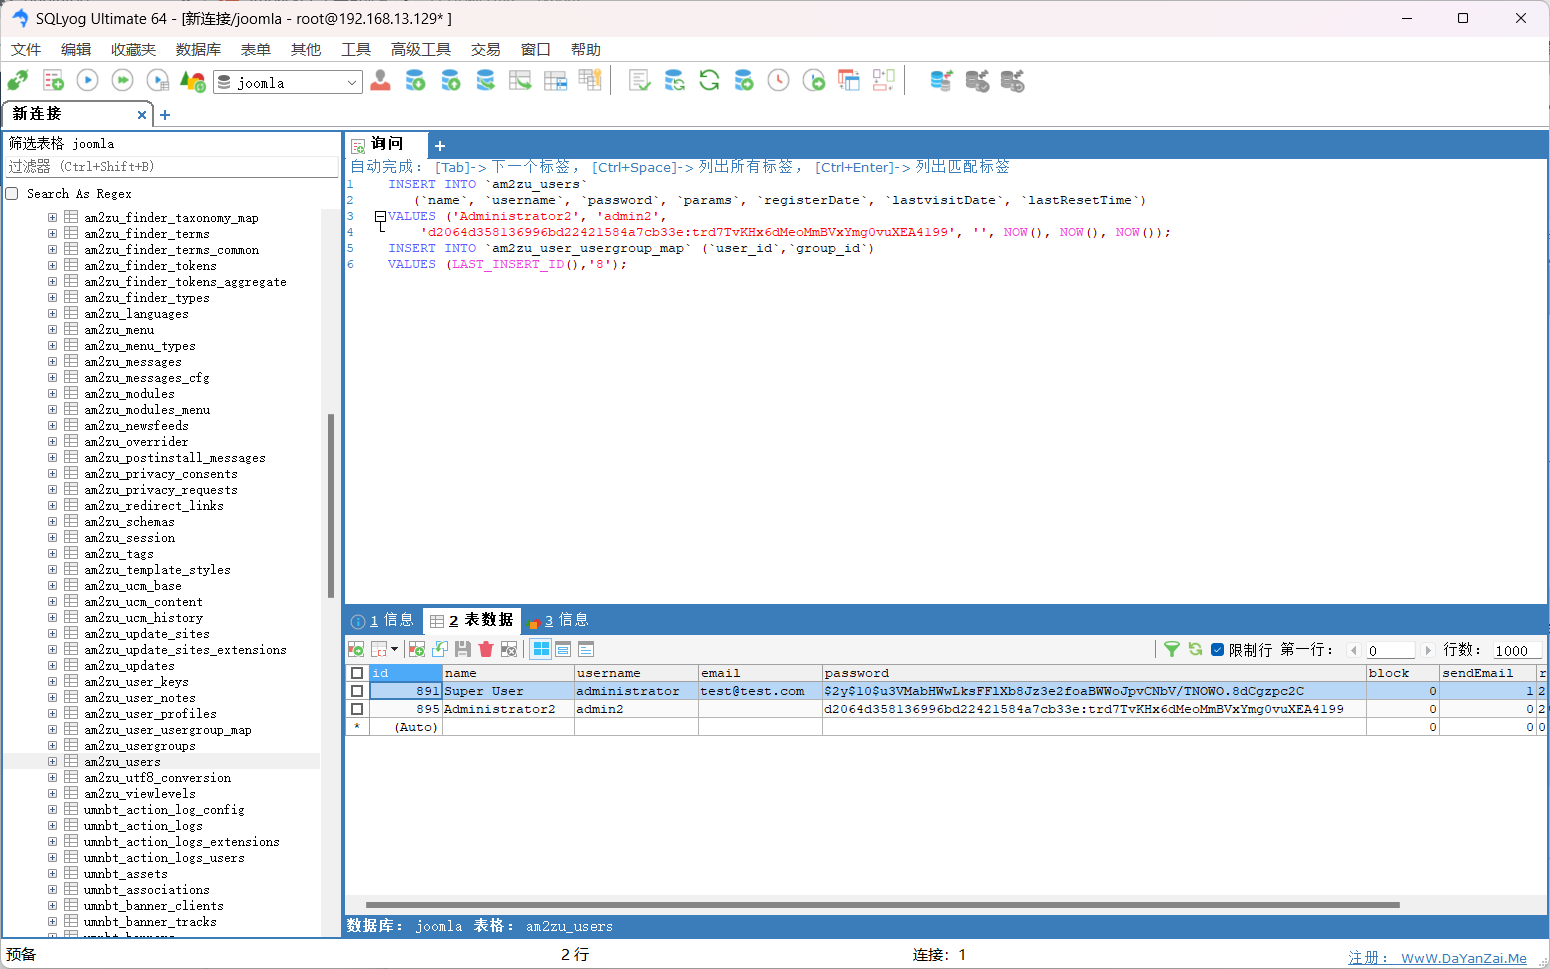 SQLyog Ultimate 64 - [新连接/joomla - root@192.168.13.129* ]
文件 编辑 收藏夹 数据库 表单 其他 工具 高级工具 交易 窗口 帮助
joomla
新连接
筛选表格 joomla
过滤器 (Ctrl+Shift+B)
Search As Regex
am2zu_finder_taxonomy_map
am2zu_finder_terms
am2zu_finder_terms_common
am2zu_finder_tokens
am2zu_finder_tokens_aggregate
am2zu_finder_types
am2zu_languages
am2zu_menu
am2zu_menu_types
am2zu_messages
am2zu_messages_cfg
am2zu_modules
am2zu_modules_menu
am2zu_newsfeeds
am2zu_overrider
am2zu_postinstall_messages
am2zu_privacy_consents
am2zu_privacy_requests
am2zu_redirect_links
am2zu_schemas
am2zu_session
am2zu_tags
am2zu_template_styles
am2zu_ucm_base
am2zu_ucm_content
am2zu_ucm_history
am2zu_update_sites
am2zu_update_sites_extensions
am2zu_updates
am2zu_user_keys
am2zu_user_notes
am2zu_user_profiles
am2zu_user_usergroup_map
am2zu_usergroups
am2zu_users
am2zu_utf8_conversion
am2zu_viewlevels
umnbt_action_log_config
umnbt_action_logs
umnbt_action_logs_extensions
umnbt_action_logs_users
umnbt_assets
umnbt_associations
umnbt_banner_clients
umnbt_banner_tracks
询问
自动完成： [Tab]-> 下一个标签， [Ctrl+Space]-> 列出所有标签， [Ctrl+Enter]-> 列出匹配标签
1 INSERT INTO `am2zu_users`
2 (`name`, `username`, `password`, `params`, `registerDate`, `lastvisitDate`, `lastResetTime`)
3 VALUES ('Administrator2', 'admin2',
4 'd2064d358136996bd22421584a7cb33e:trd7TvKHx6dMeoMmBVxYmg0vuXEA4199', '', NOW(), NOW(), NOW());
5 INSERT INTO `am2zu_user_usergroup_map` (`user_id`,`group_id`)
6 VALUES (LAST_INSERT_ID(),'8');
1 信息 2 表数据 3 信息
限制行 第一行： 0 行数： 1000
id name username email password block sendEmail r
891 Super User administrator test@test.com $2y$10$u3VMabHWwLksFFlXb8Jz3e2foaBWWoJpvCNbV/TNOWO.8dCgzpc2C 0 1 2
895 Administrator2 admin2 d2064d358136996bd22421584a7cb33e:trd7TvKHx6dMeoMmBVxYmg0vuXEA4199 0 0 2
* (Auto) 0 0 0
数据库： joomla 表格： am2zu_users
预备 2 行 连接：1 注册： WwW.DaYanZai.Me